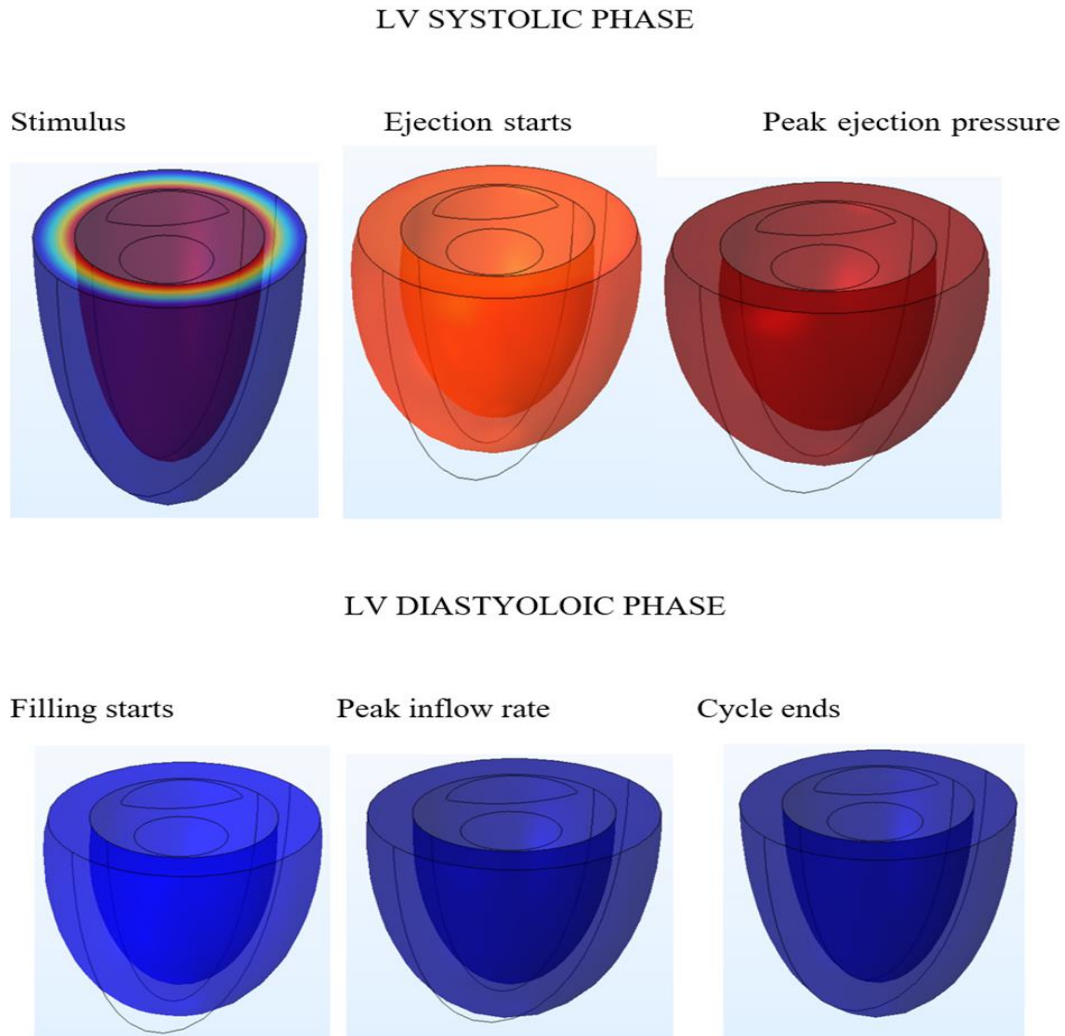 LV SYSTOLIC PHASE
Stimulus Ejection starts Peak ejection pressure
LV DIASTYOLOIC PHASE
Filling starts Peak inflow rate Cycle ends